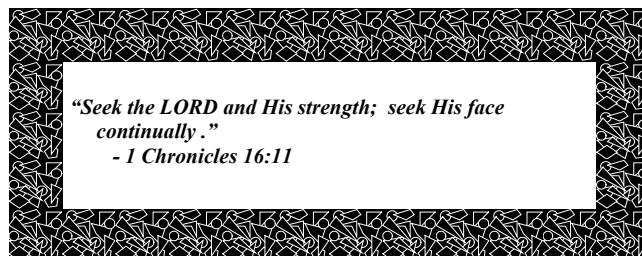 “Seek the LORD and His strength;  seek His face
continually .”
- 1 Chronicles 16:11